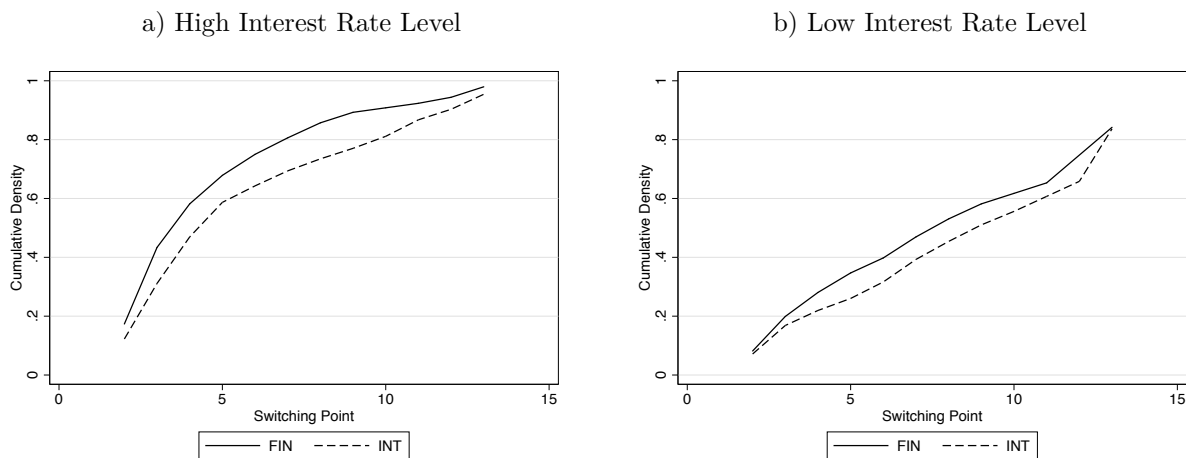 a) High Interest Rate Level
1
.8
.6
.4
.2
0
Cumulative Density
0 5 10 15
Switching Point
FIN INT
b) Low Interest Rate Level
1
.8
.6
.4
.2
0
Cumulative Density
0 5 10 15
Switching Point
FIN INT